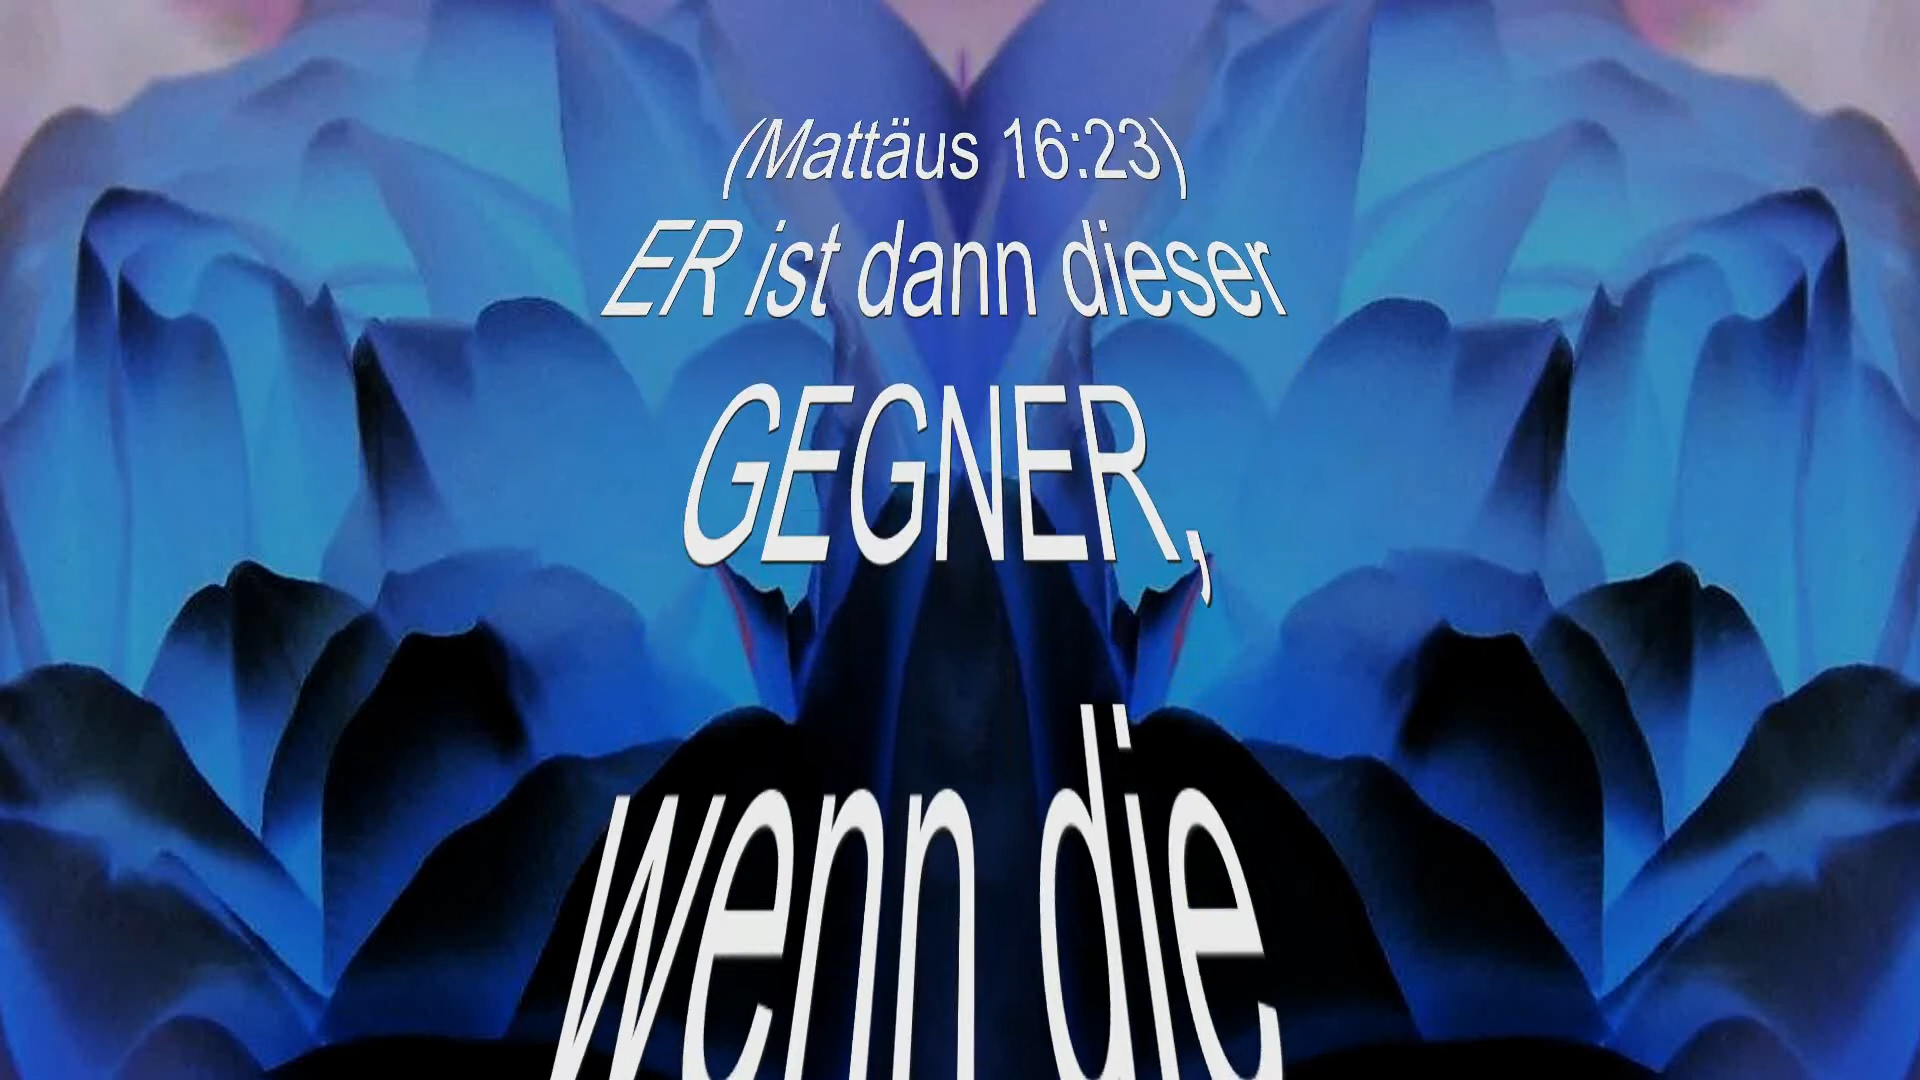 (Mattäus 16:23)
ER ist dann dieser
GEGNER,
wenn die